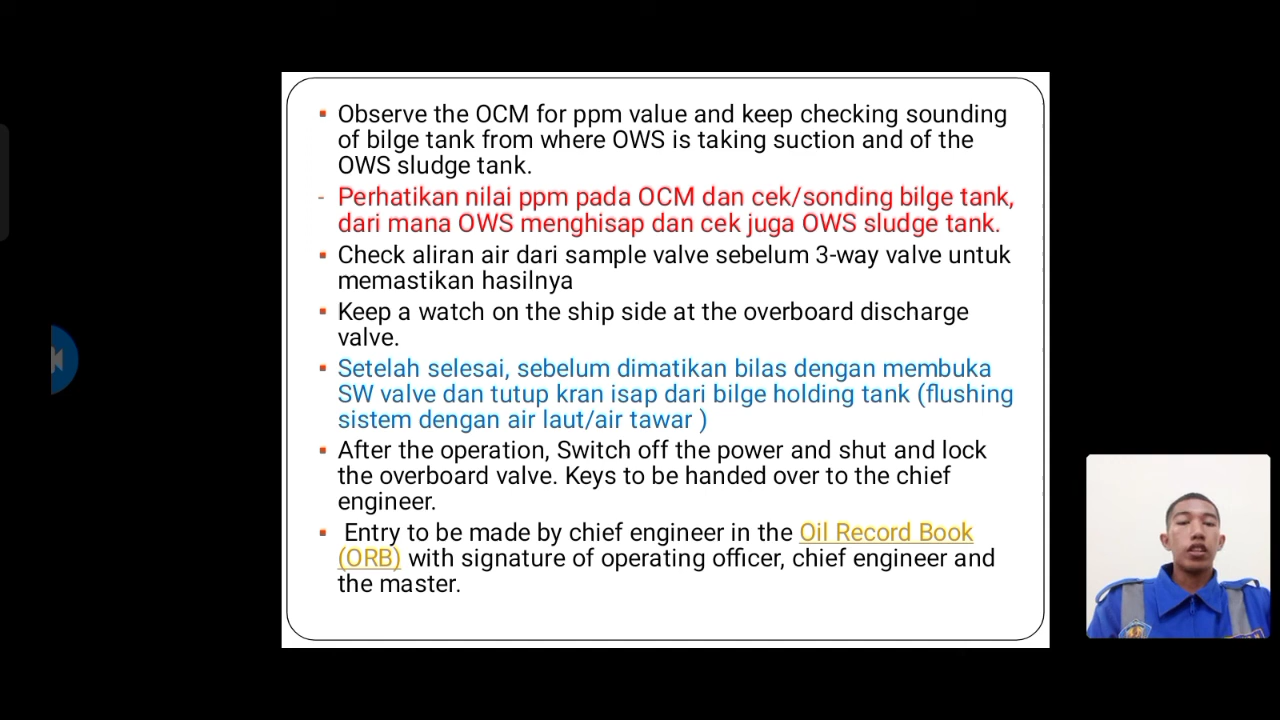 ▪ Observe the OCM for ppm value and keep checking sounding
of bilge tank from where OWS is taking suction and of the
OWS sludge tank.
- Perhatikan nilai ppm pada OCM dan cek/sonding bilge tank,
dari mana OWS menghisap dan cek juga OWS sludge tank.
▪ Check aliran air dari sample valve sebelum 3-way valve untuk
memastikan hasilnya
▪ Keep a watch on the ship side at the overboard discharge
valve.
▪ Setelah selesai, sebelum dimatikan bilas dengan membuka
SW valve dan tutup kran isap dari bilge holding tank (flushing
sistem dengan air laut/air tawar )
▪ After the operation, Switch off the power and shut and lock
the overboard valve. Keys to be handed over to the chief
engineer.
▪ Entry to be made by chief engineer in the Oil Record Book
(ORB) with signature of operating officer, chief engineer and
the master.